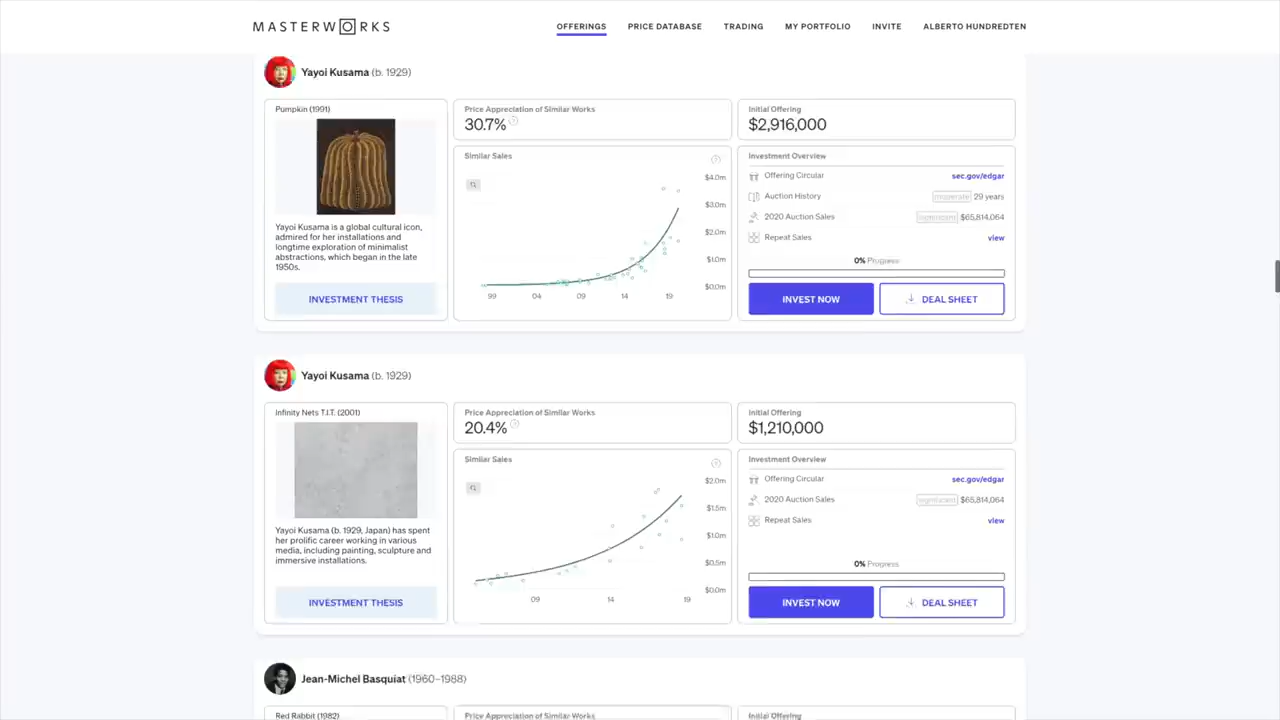 MASTERWORKS
OFFERINGS PRICE DATABASE TRADING MY PORTFOLIO INVITE ALBERTO HUNDREDTEN
Yayoi Kusama (b. 1929)
Pumpkin (1991)
Yayoi Kusama is a global cultural icon,
admired for her installations and
longtime exploration of minimalist
abstractions, which began in the late
1950s.
INVESTMENT THESIS
Price Appreciation of Similar Works
30.7%
Similar Sales
$4.0m
$3.0m
$2.0m
$1.0m
$0.0m
99 04 09 14 19
Initial Offering
$2,916,000
Investment Overview
Offering Circular sec.gov/edgar
Auction History moderate 29 years
2020 Auction Sales significant $65,814,064
Repeat Sales view
0% Progress
INVEST NOW DEAL SHEET
Yayoi Kusama (b. 1929)
Infinity Nets T.I.T. (2001)
Yayoi Kusama (b. 1929, Japan) has spent
her prolific career working in various
media, including painting, sculpture and
immersive installations.
INVESTMENT THESIS
Price Appreciation of Similar Works
20.4%
Similar Sales
$2.0m
$1.5m
$1.0m
$0.5m
$0.0m
09 14 19
Initial Offering
$1,210,000
Investment Overview
Offering Circular sec.gov/edgar
2020 Auction Sales significant $65,814,064
Repeat Sales view
0% Progress
INVEST NOW DEAL SHEET
Jean-Michel Basquiat (1960–1988)
Red Rabbit (1982)
Price Appreciation of Similar Works
Initial Offering